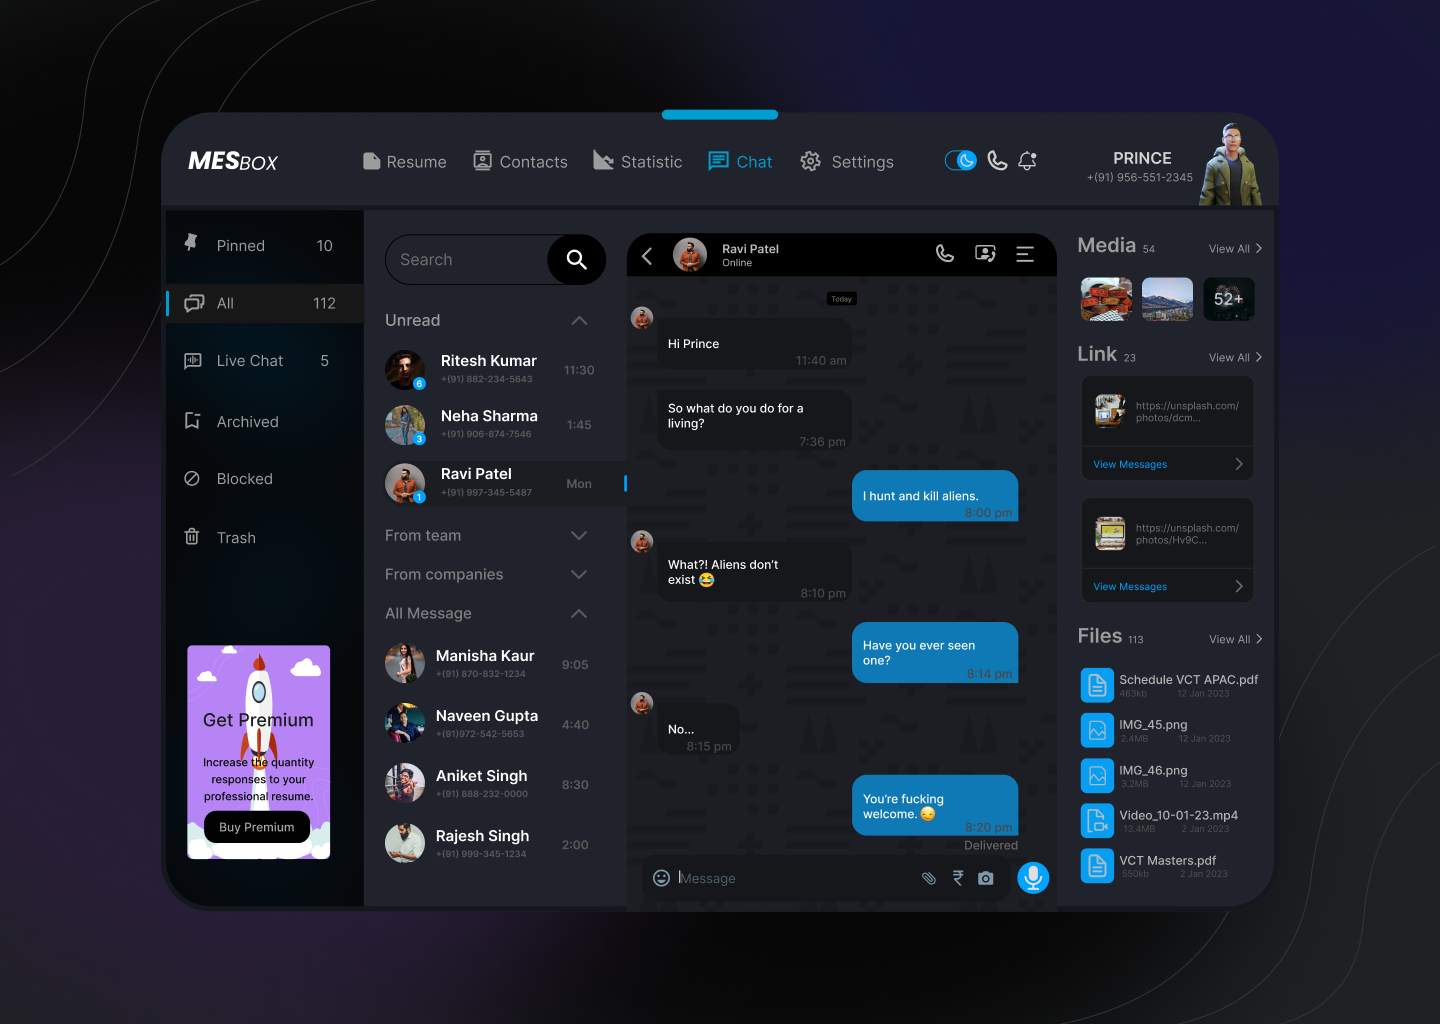 MESBOX
Resume
Contacts
Statistic
Chat
Settings
PRINCE
+(91) 956-551-2345
Pinned 10
All 112
Live Chat 5
Archived
Blocked
Trash
Get Premium
Increase the quantity
responses to your
professional resume.
Buy Premium
Search
Unread
Ritesh Kumar
+(91) 882-234-5643
11:30
6
Neha Sharma
+(91) 906-874-7546
1:45
3
Ravi Patel
+(91) 997-345-5487
Mon
1
From team
From companies
All Message
Manisha Kaur
+(91) 870-832-1234
9:05
Naveen Gupta
+(91)972-542-5653
4:40
Aniket Singh
+(91) 888-232-0000
8:30
Rajesh Singh
+(91) 999-345-1234
2:00
Ravi Patel
Online
Today
Hi Prince
11:40 am
So what do you do for a
living?
7:36 pm
I hunt and kill aliens.
8:00 pm
What?! Aliens don't
exist 😂
8:10 pm
Have you ever seen
one?
8:14 pm
No...
8:15 pm
You're fucking
welcome.😏
8:20 pm
Delivered
Message
₹
Media 54
View All
52+
Link 23
View All
https://unsplash.com/
photos/dcm...
View Messages
https://unsplash.com/
photos/Hv9C...
View Messages
Files 113
View All
Schedule VCT APAC.pdf
463kb 12 Jan 2023
IMG_45.png
2.4MB 12 Jan 2023
IMG_46.png
3.2MB 12 Jan 2023
Video_10-01-23.mp4
13.4MB 2 Jan 2023
VCT Masters.pdf
550kb 2 Jan 2023